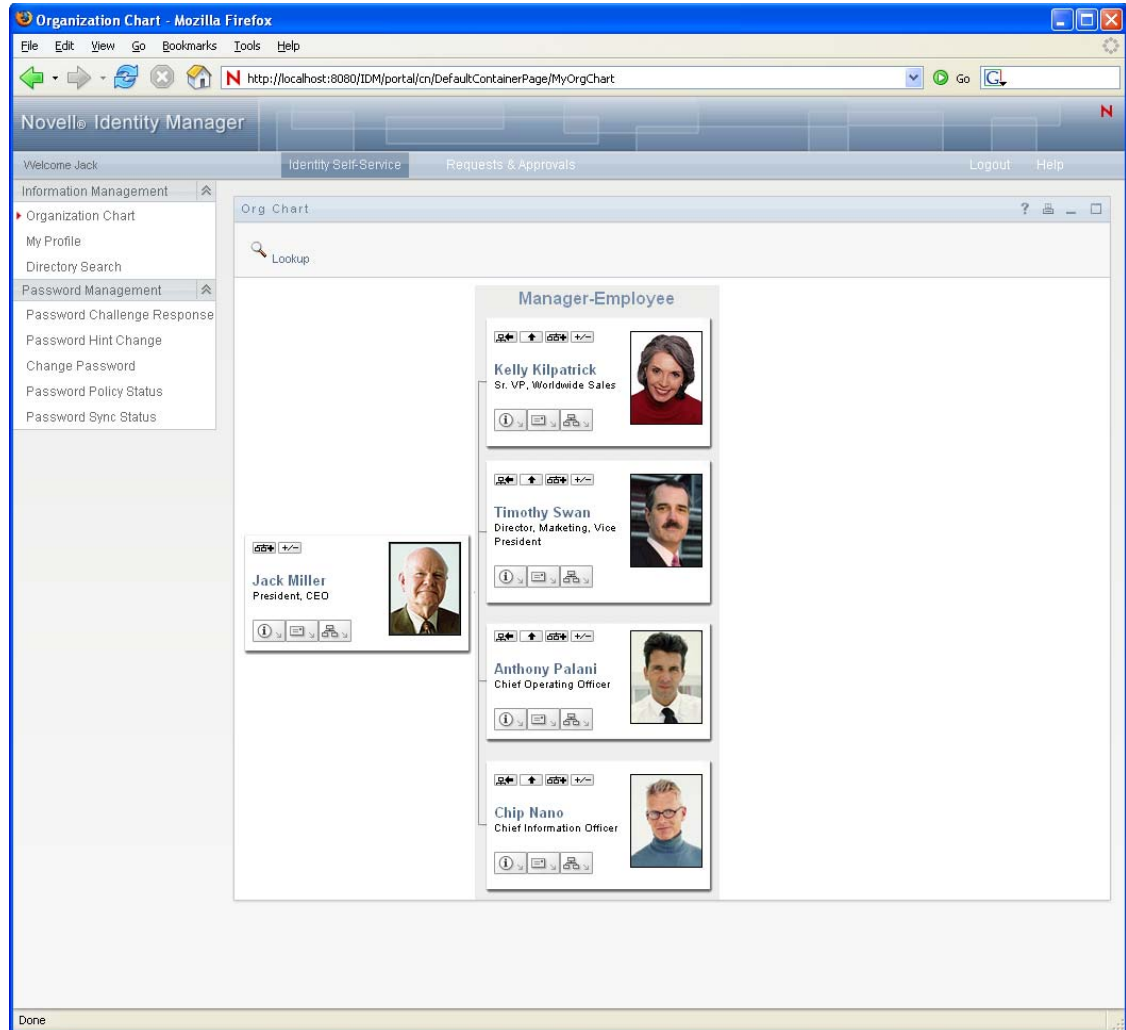 Organization Chart - Mozilla Firefox
File Edit View Go Bookmarks Tools Help
N http://localhost:8080/IDM/portal/cn/DefaultContainerPage/MyOrgChart Go G
Novell® Identity Manager N
Welcome Jack Identity Self-Service Requests & Approvals Logout Help
Information Management
Organization Chart
My Profile
Directory Search
Password Management
Password Challenge Response
Password Hint Change
Change Password
Password Policy Status
Password Sync Status
Org Chart ?
Lookup
Manager-Employee
+/-
Kelly Kilpatrick
Sr. VP, Worldwide Sales
+/-
Timothy Swan
Director, Marketing, Vice
President
+/-
Jack Miller
President, CEO
+/-
Anthony Palani
Chief Operating Officer
+/-
Chip Nano
Chief Information Officer
Done